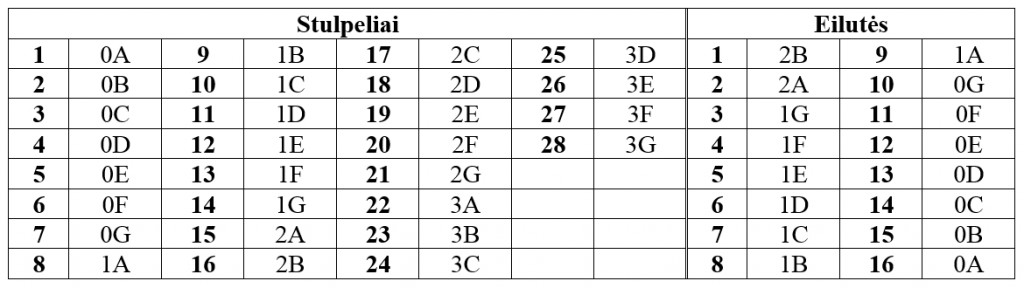 Stulpeliai Eilutės
1 0A 9 1B 17 2C 25 3D 1 2B 9 1A
2 0B 10 1C 18 2D 26 3E 2 2A 10 0G
3 0C 11 1D 19 2E 27 3F 3 1G 11 0F
4 0D 12 1E 20 2F 28 3G 4 1F 12 0E
5 0E 13 1F 21 2G 5 1E 13 0D
6 0F 14 1G 22 3A 6 1D 14 0C
7 0G 15 2A 23 3B 7 1C 15 0B
8 1A 16 2B 24 3C 8 1B 16 0A